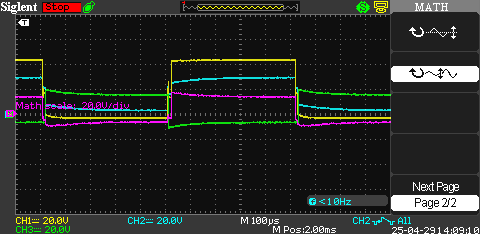 Siglent Stop MATH
T
Math scale: 20.0V/div
M
f <10Hz
Next Page
Page 2/2
CH1 20.0V CH2 20.0V M 100µs CH2 All
CH3 20.0V M Pos:2.00ms 25-04-29 14:09:10